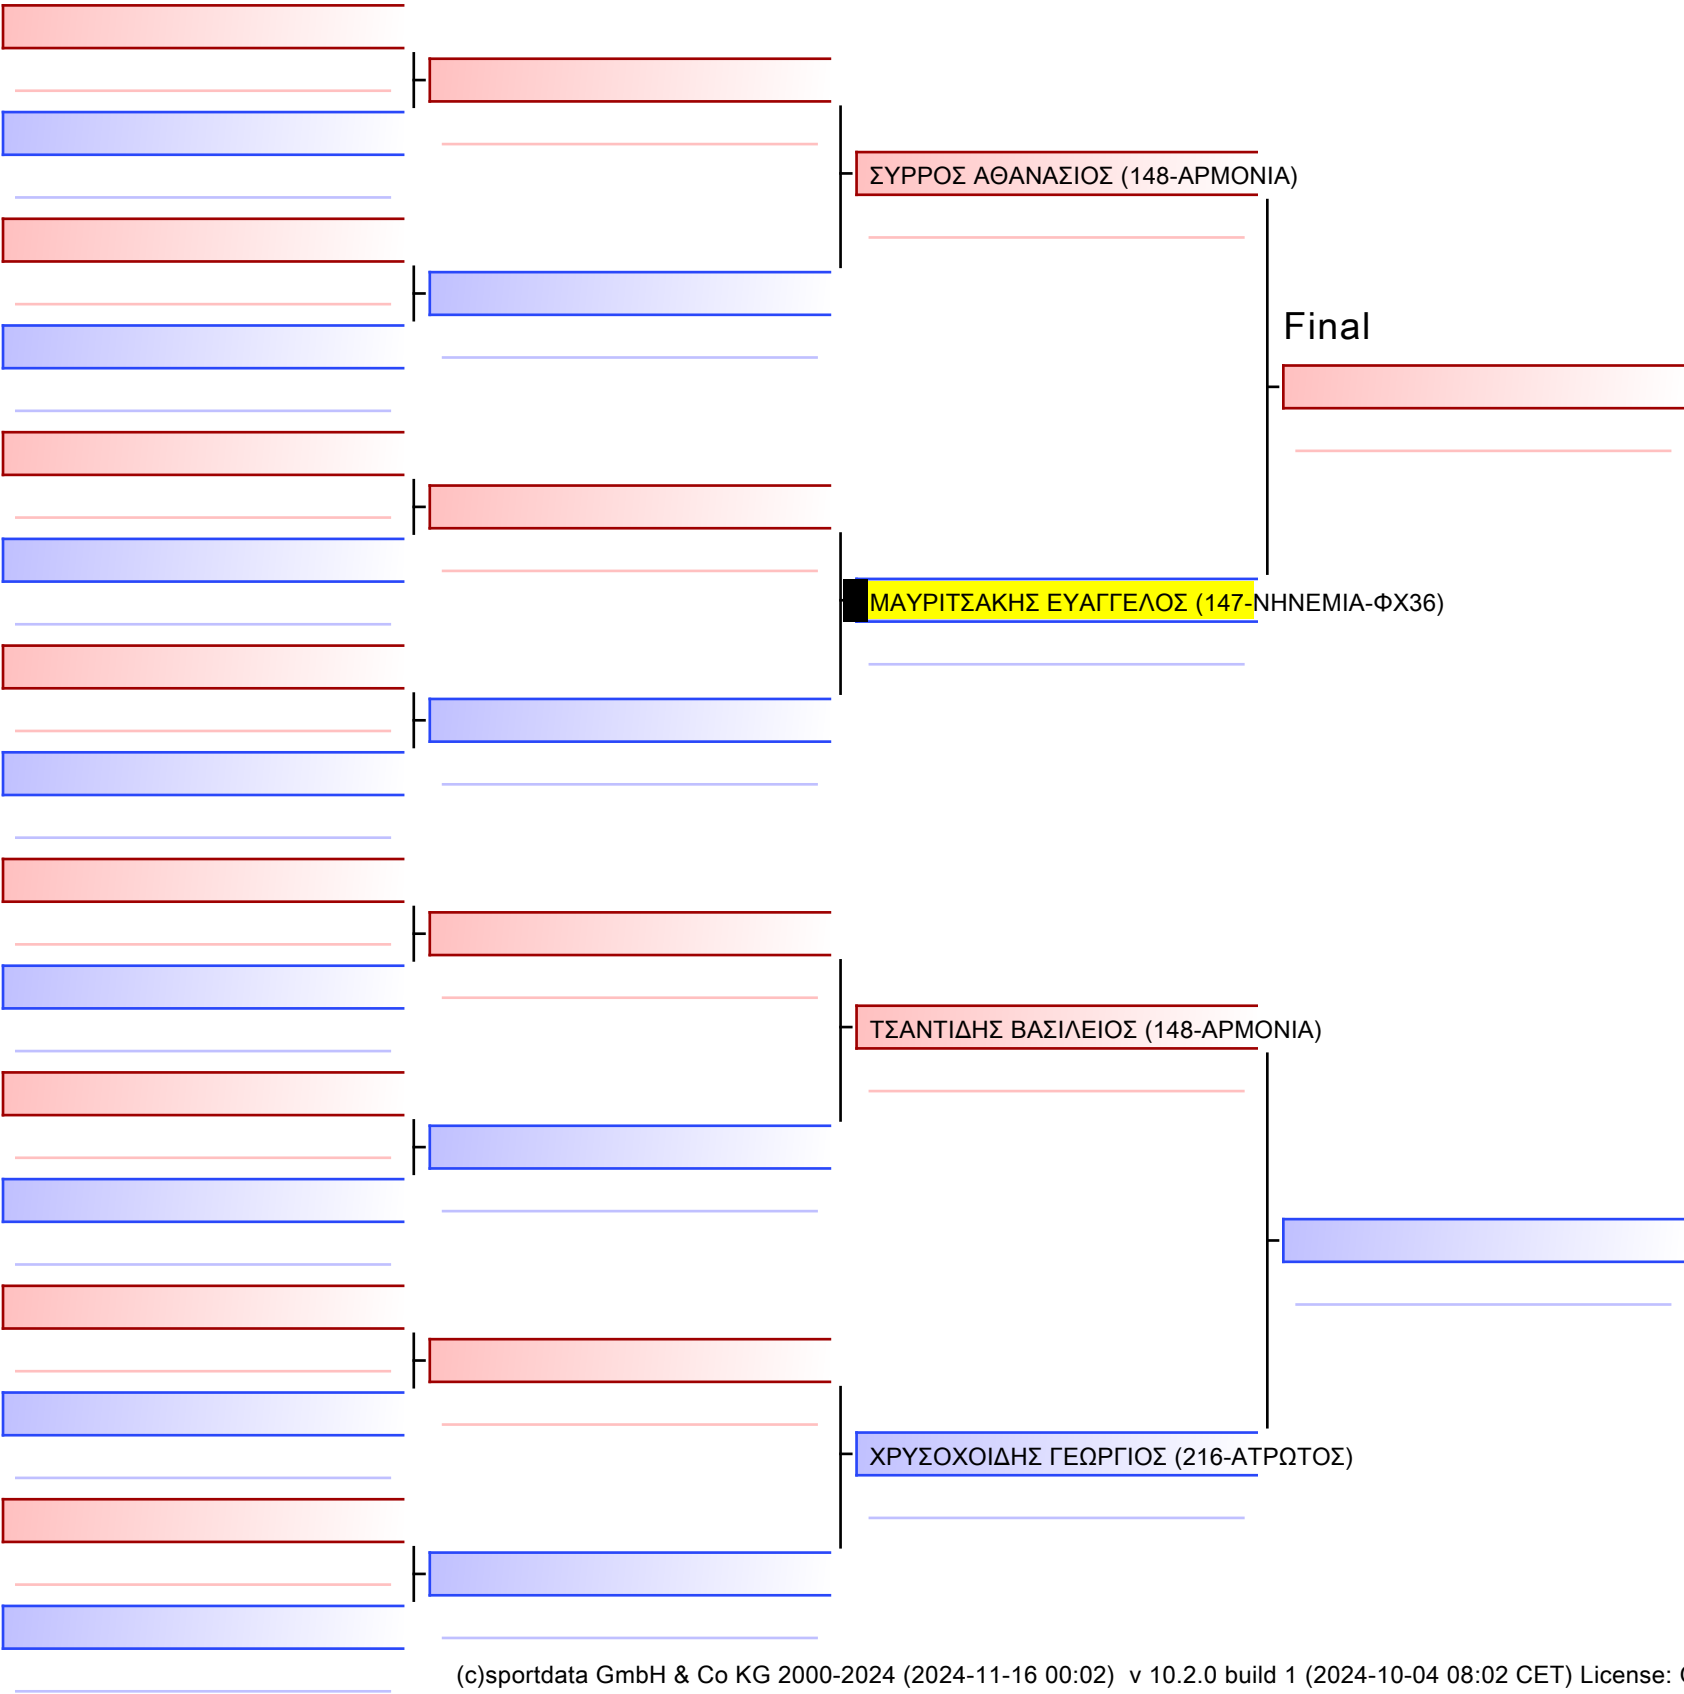 ΣΥΡΡΟΣ ΑΘΑΝΑΣΙΟΣ (148-ΑΡΜΟΝΙΑ)
Final
ΜΑΥΡΙΤΣΑΚΗΣ ΕΥΑΓΓΕΛΟΣ (147-ΝΗΝΕΜΙΑ-ΦΧ36)
ΤΣΑΝΤΙΔΗΣ ΒΑΣΙΛΕΙΟΣ (148-ΑΡΜΟΝΙΑ)
ΧΡΥΣΟΧΟΙΔΗΣ ΓΕΩΡΓΙΟΣ (216-ΑΤΡΩΤΟΣ)
(c)sportdata GmbH & Co KG 2000-2024 (2024-11-16 00:02) v 10.2.0 build 1 (2024-10-04 08:02 CET) License: